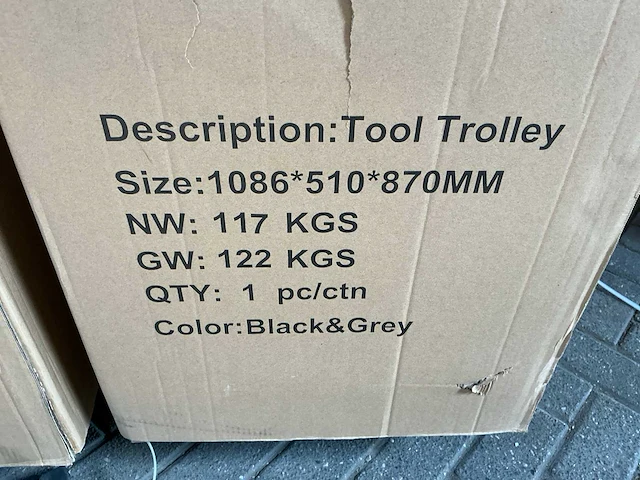 Description:Tool Trolley
Size:1086*510*870MM
NW: 117 KGS
GW: 122 KGS
QTY: 1 pc/ctn
Color:Black&Grey